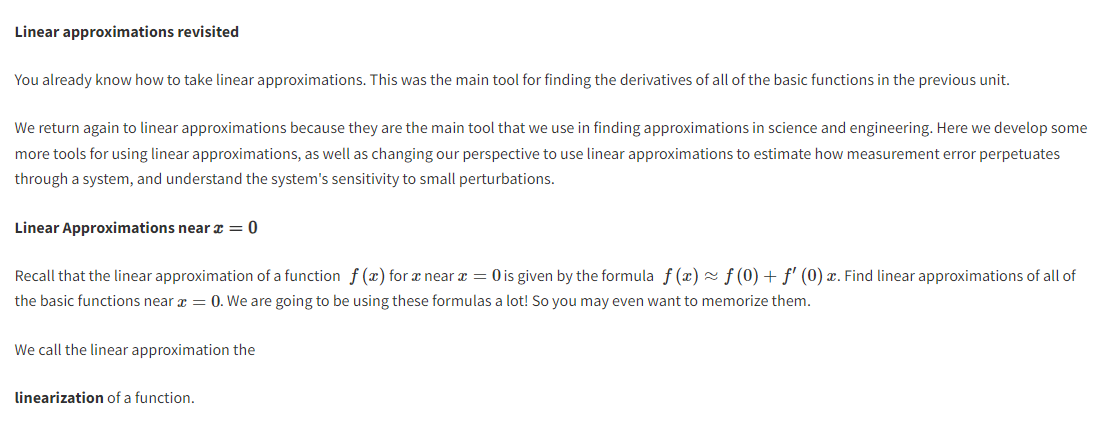 Linear approximations revisited
You already know how to take linear approximations. This was the main tool for finding the derivatives of all of the basic functions in the previous unit.
We return again to linear approximations because they are the main tool that we use in finding approximations in science and engineering. Here we develop some
more tools for using linear approximations, as well as changing our perspective to use linear approximations to estimate how measurement error perpetuates
through a system, and understand the system's sensitivity to small perturbations.
Linear Approximations near x = 0
Recall that the linear approximation of a function f (x) for x near x = 0 is given by the formula f (x) ≈ f (0) + f′ (0) x. Find linear approximations of all of
the basic functions near x = 0. We are going to be using these formulas a lot! So you may even want to memorize them.
We call the linear approximation the
linearization of a function.